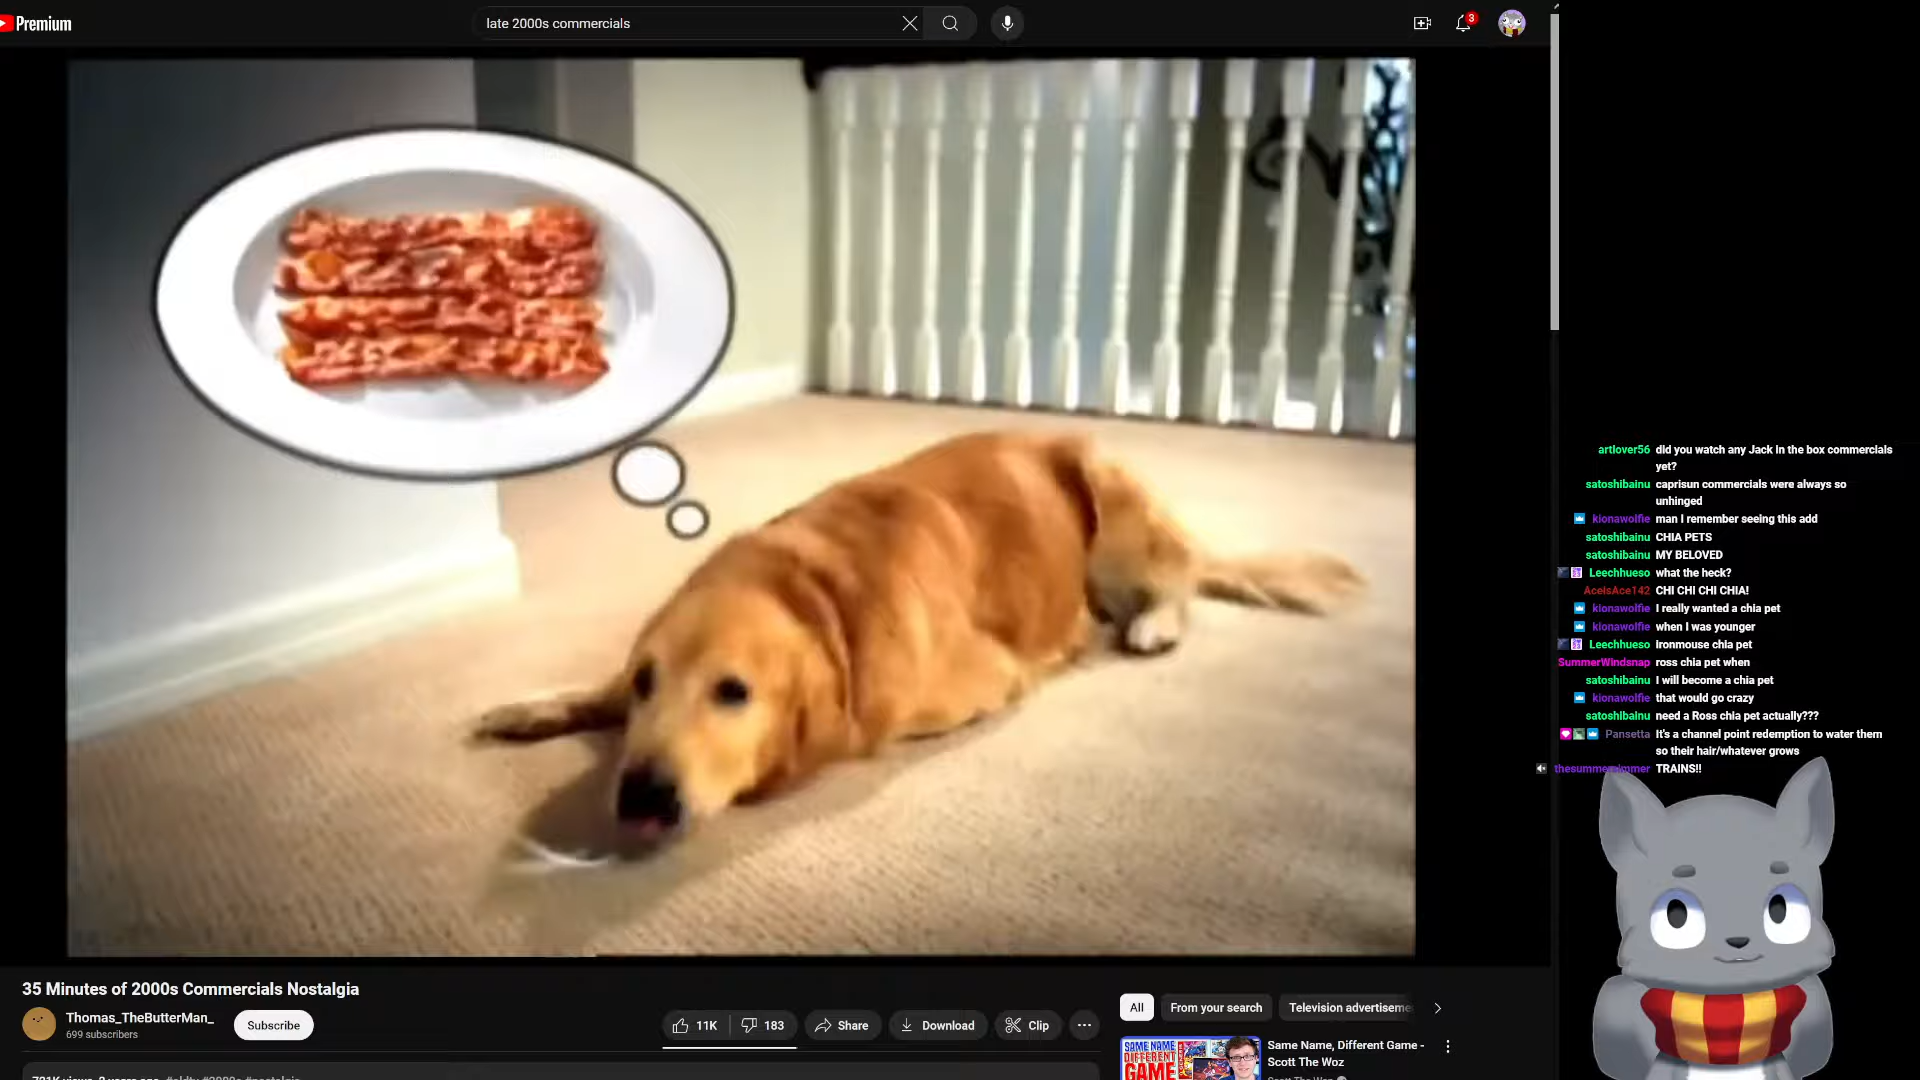 Premium
late 2000s commercials
3
artlover56 did you watch any Jack in the box commercials
yet?
satoshibainu caprisun commercials were always so
unhinged
kionawolfie man I remember seeing this add
satoshibainu CHIA PETS
satoshibainu MY BELOVED
Leechhueso what the heck?
AceIsAce142 CHI CHI CHI CHIA!
kionawolfie I really wanted a chia pet
kionawolfie when I was younger
Leechhueso Ironmouse chia pet
SummerWindsnap ross chia pet when
satoshibainu I will become a chia pet
kionawolfie that would go crazy
satoshibainu need a Ross chia pet actually???
Pansetta It's a channel point redemption to water them
so their hair/whatever grows
TRAINS!!
35 Minutes of 2000s Commercials Nostalgia
Thomas_TheButterMan_
699 subscribers
Subscribe
11K
183
Share
Download
Clip
All
From your search
Television advertiseme
SAME NAME
DIFFERENT
GAME
Same Name, Different Game -
Scott The Woz